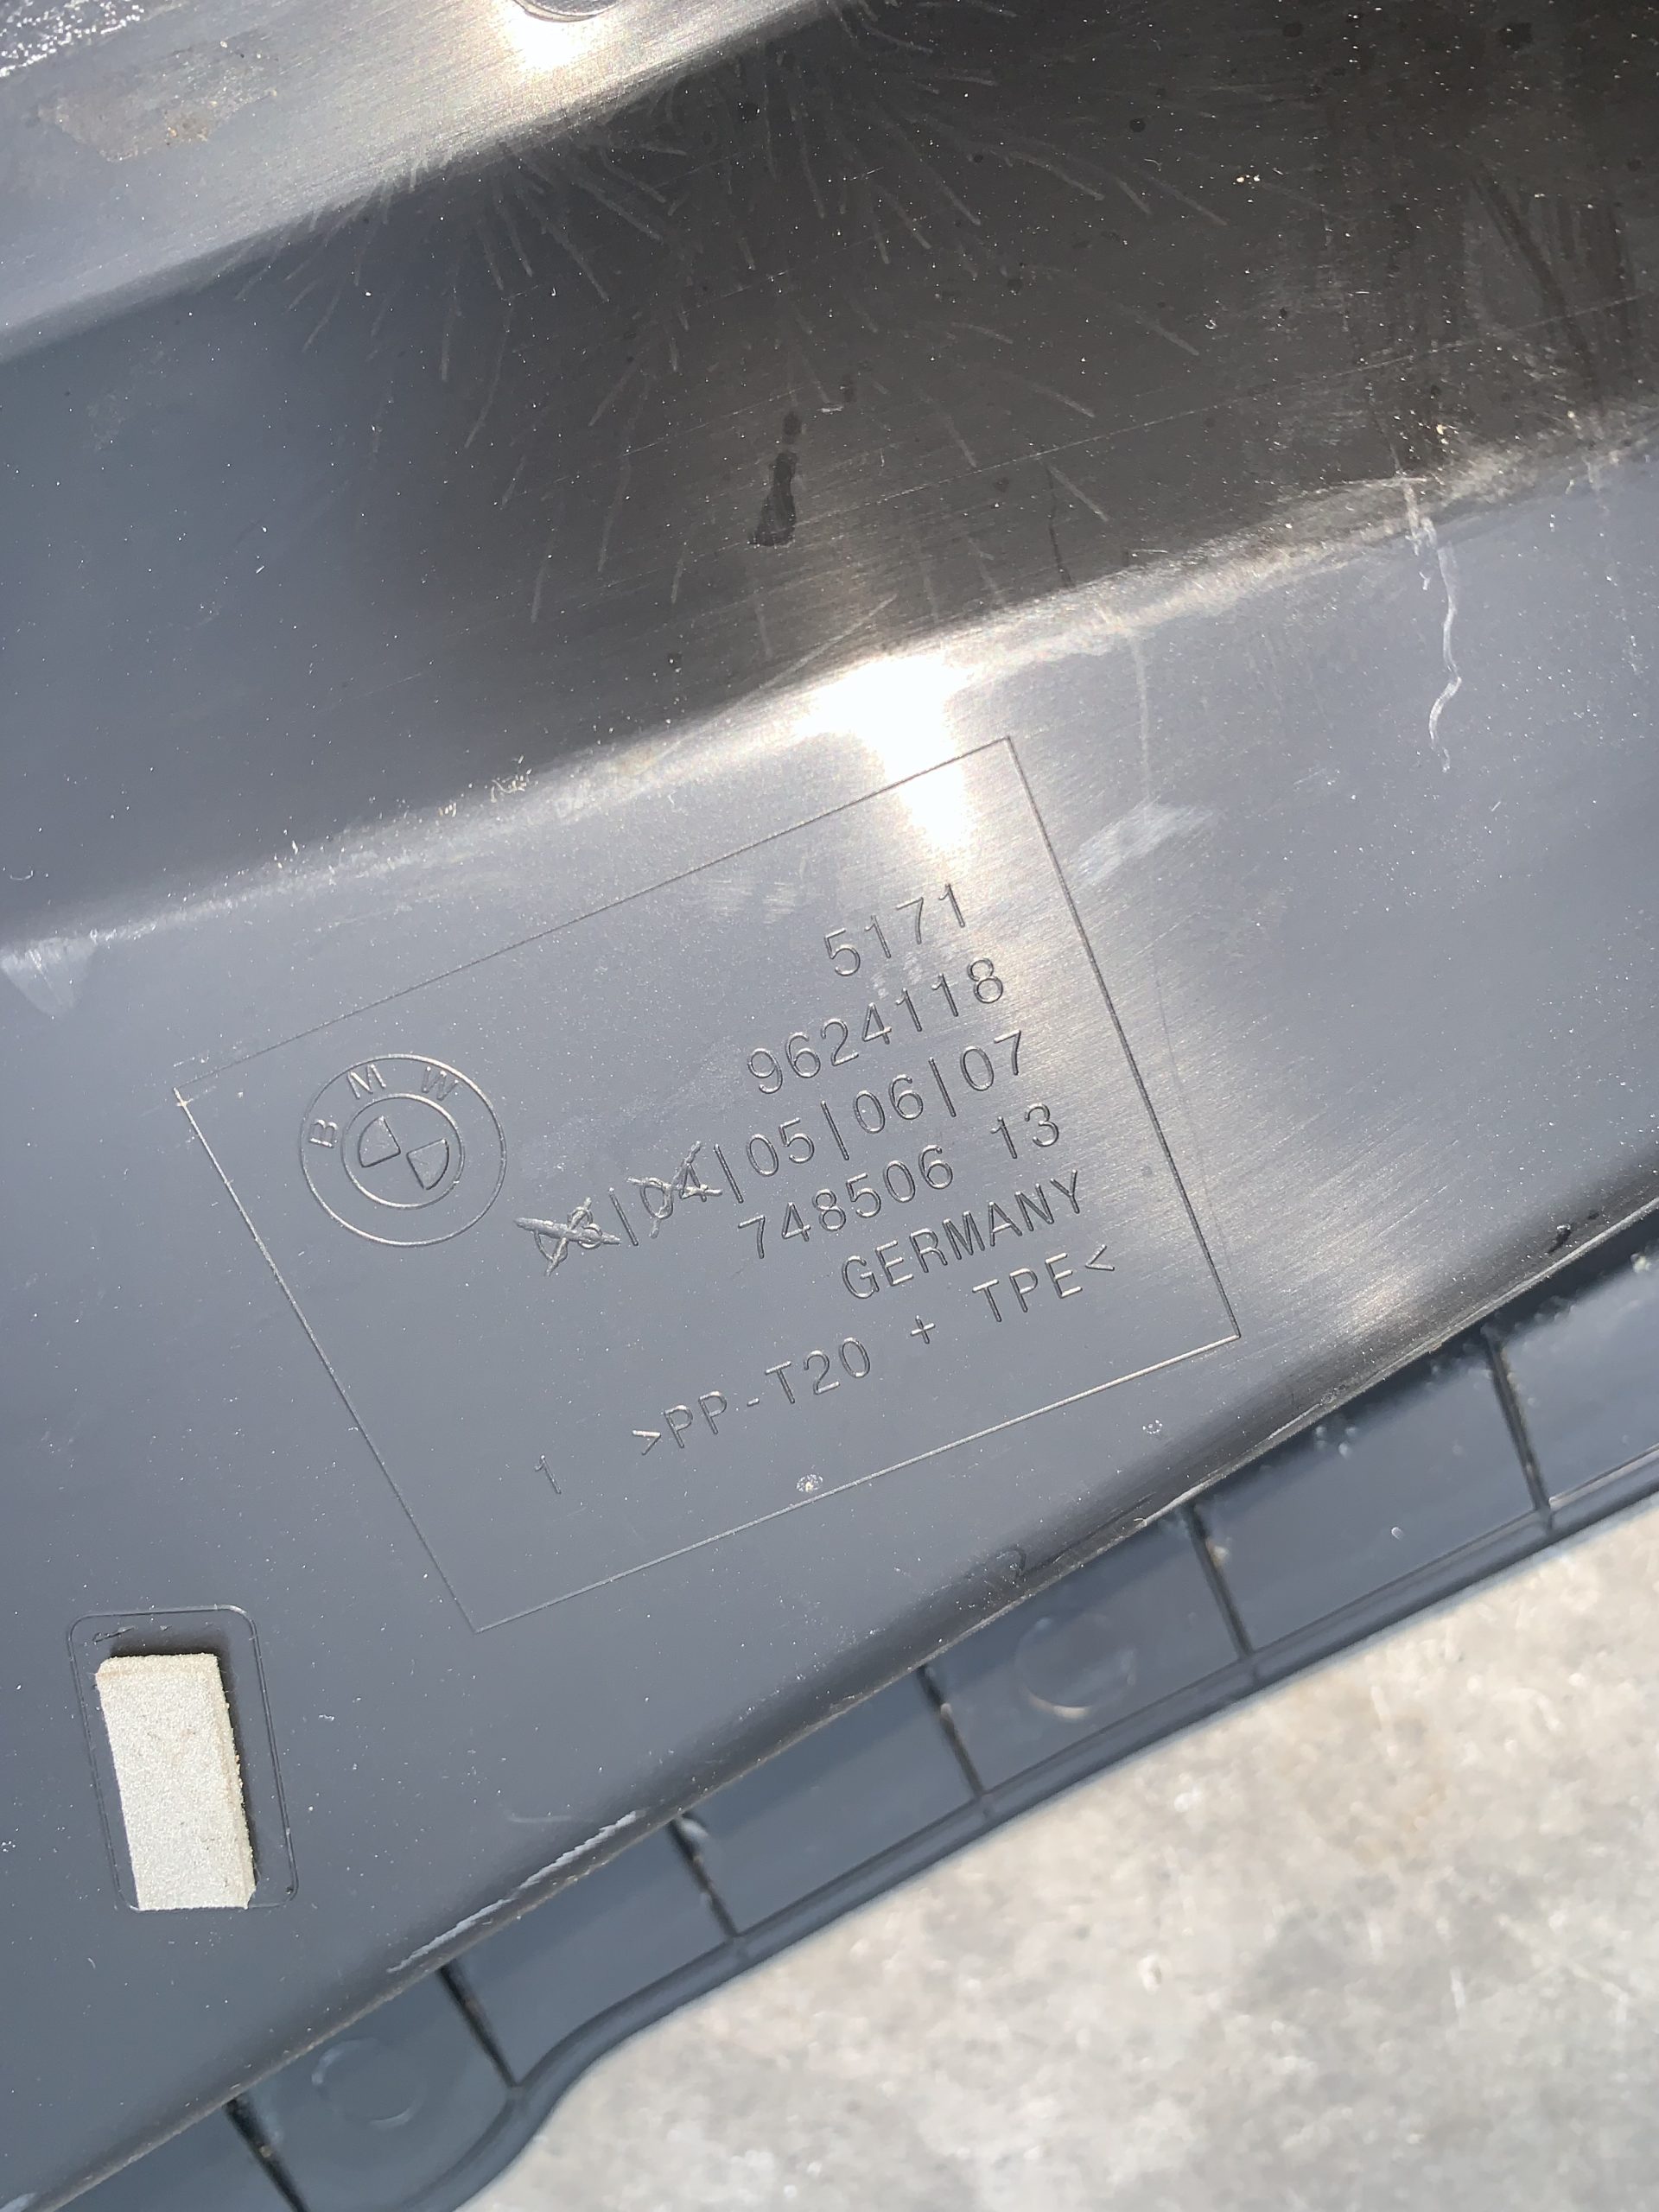 BMW
5171
9624118
03|04|05|06|07
748506 13
GERMANY
1 >PP-T20 + TPE<